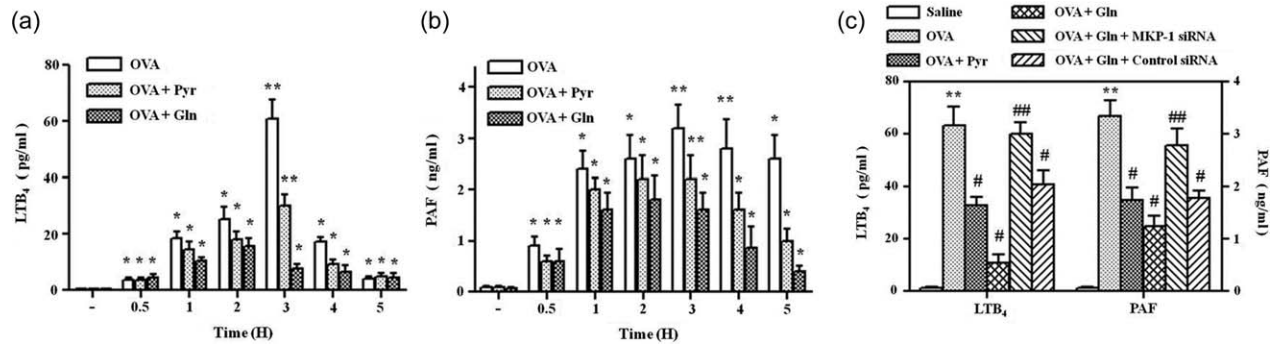 (a)
OVA
OVA + Pyr
OVA + Gln
LTB4 ( pg/ml )
80
60
40
20
0
* * *
* * *
* * *
** ** *
* * *
* * *
- 0.5 1 2 3 4 5
Time (H)
(b)
OVA
OVA + Pyr
OVA + Gln
PAF ( ng/ml )
4
3
2
1
0
* * *
* * *
* * *
** ** *
** * *
* * *
- 0.5 1 2 3 4 5
Time (H)
(c)
Saline
OVA
OVA + Pyr
OVA + Gln
OVA + Gln + MKP-1 siRNA
OVA + Gln + Control siRNA
LTB4 ( pg/ml )
80
60
40
20
0
** # # ## #
** # # ## #
4
3
2
1
0
PAF ( ng/ml )
LTB4 PAF